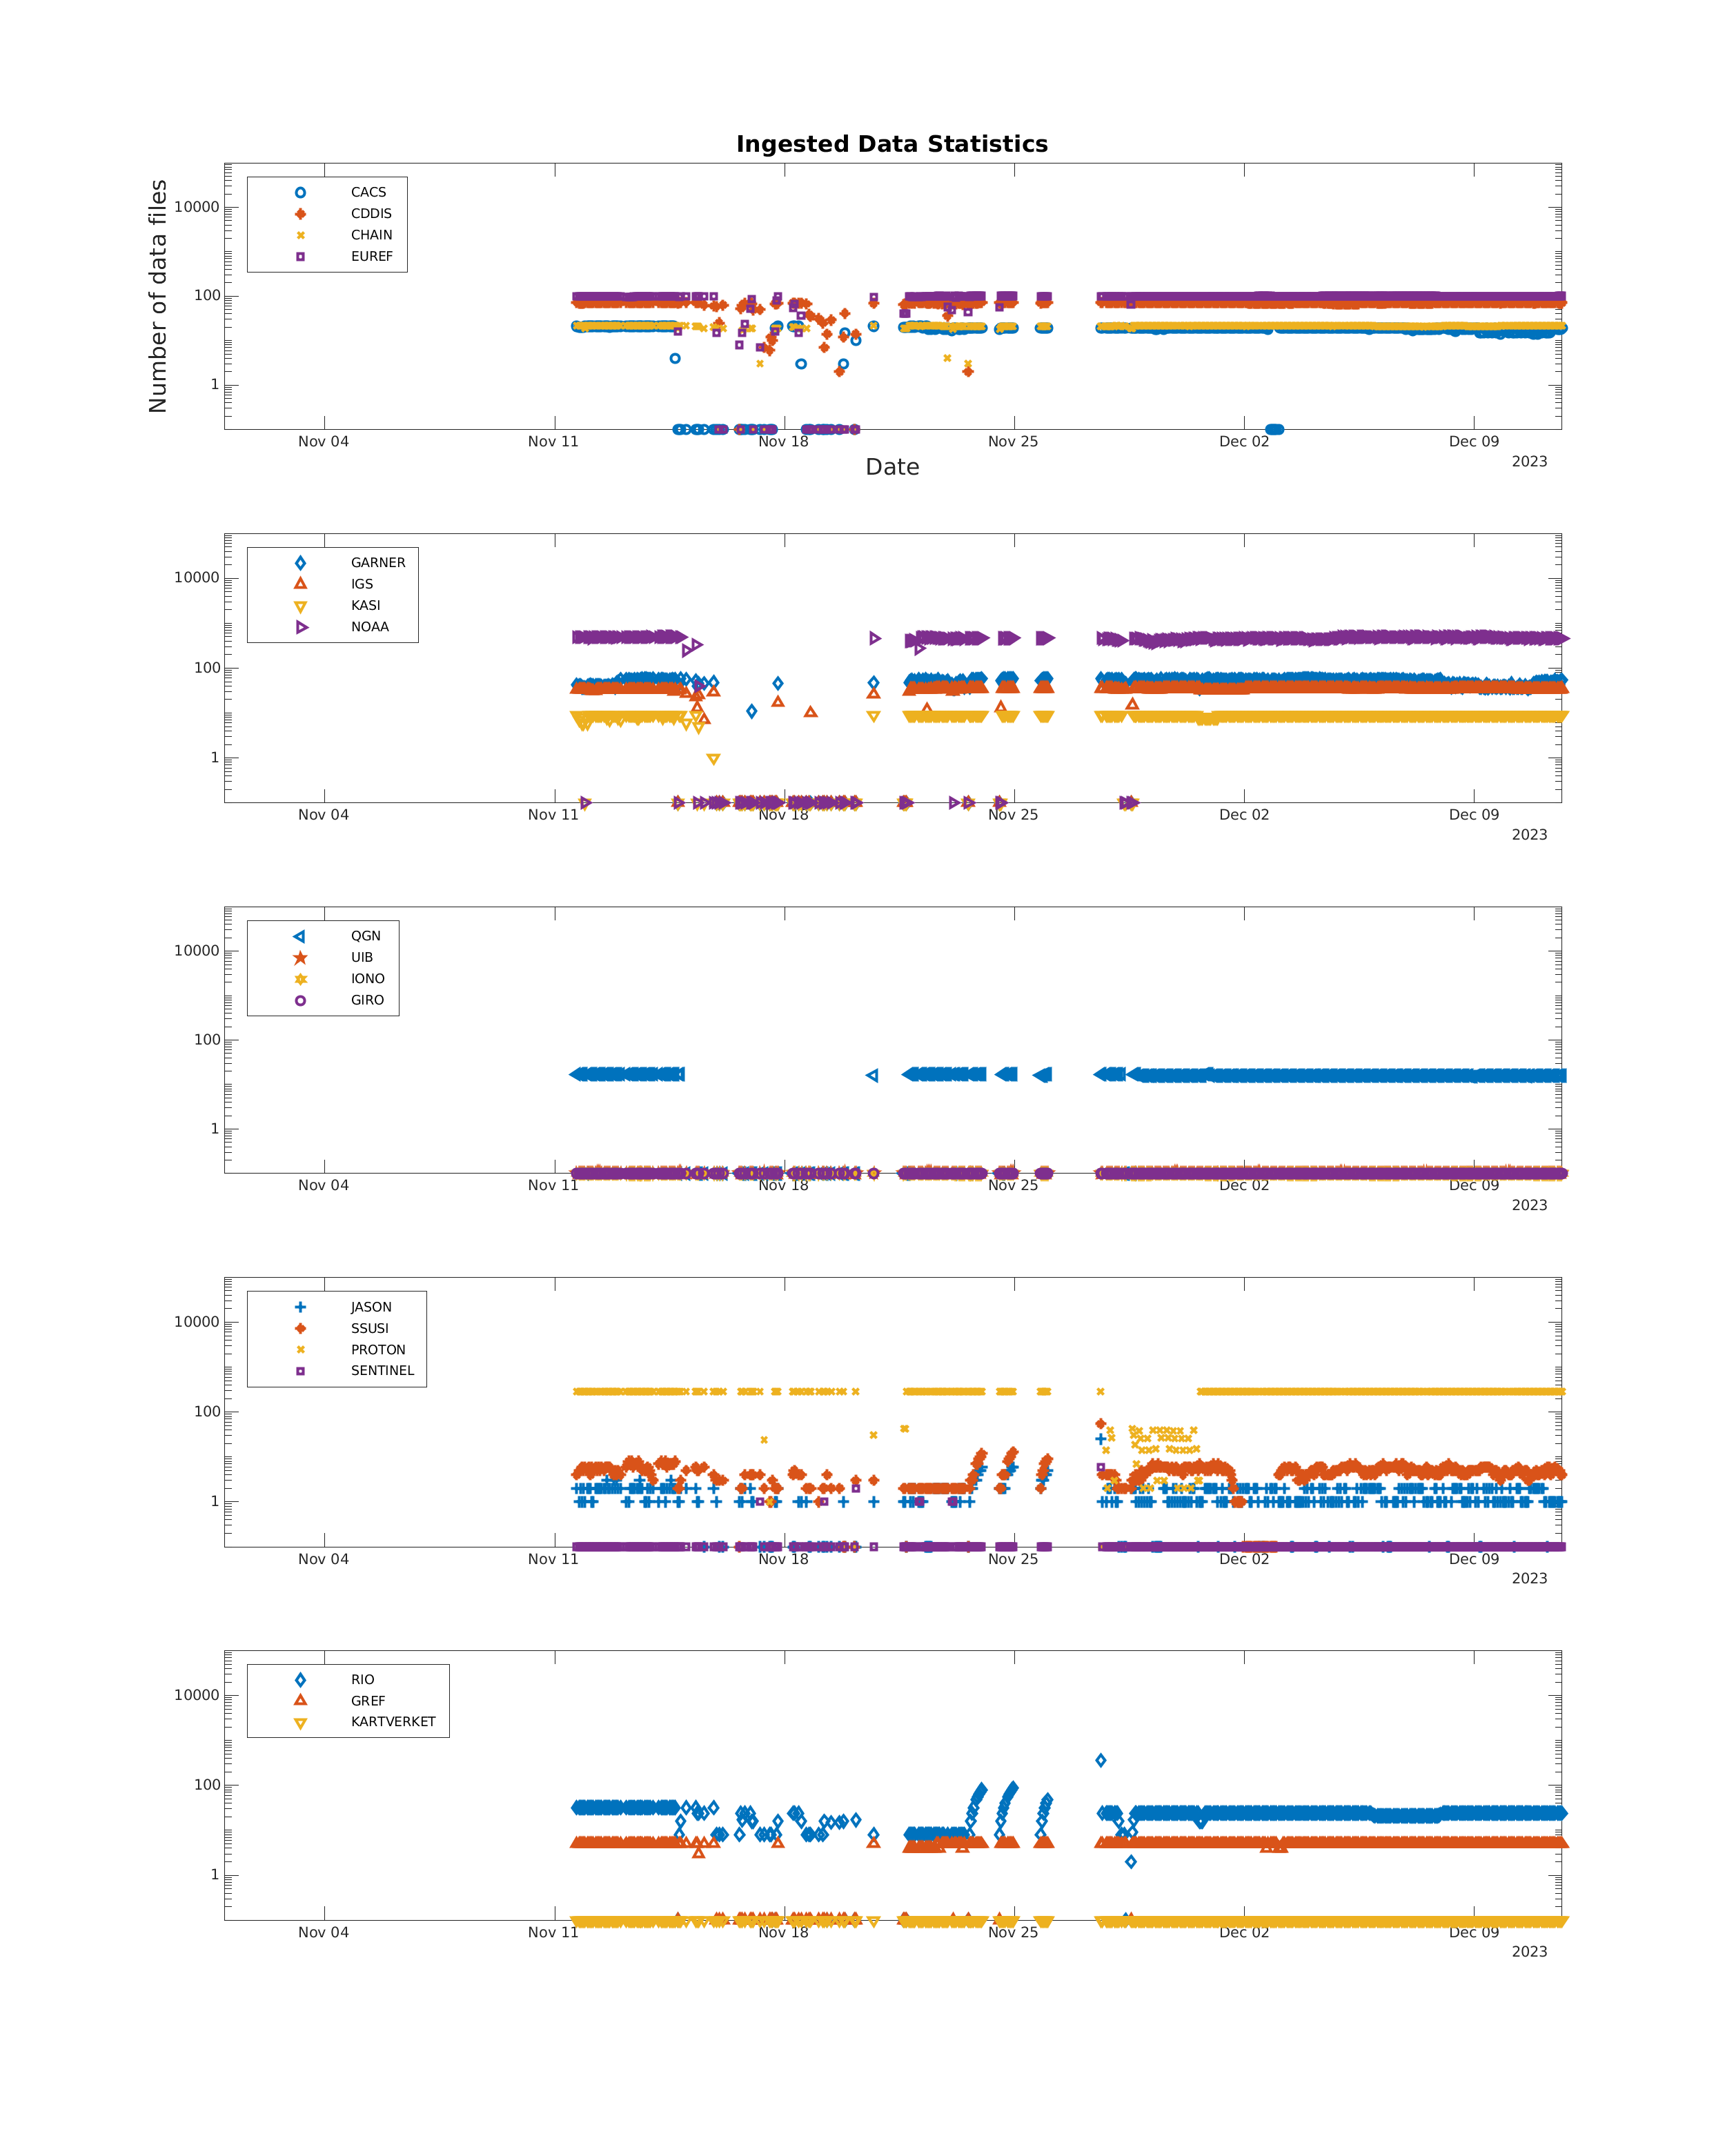 Ingested Data Statistics
Number of data files
10000
100
1
CACS
CDDIS
CHAIN
EUREF
Nov 04 Nov 11 Nov 18 Nov 25 Dec 02 Dec 09
2023
Date
10000
100
1
GARNER
IGS
KASI
NOAA
Nov 04 Nov 11 Nov 18 Nov 25 Dec 02 Dec 09
2023
10000
100
1
QGN
UIB
IONO
GIRO
Nov 04 Nov 11 Nov 18 Nov 25 Dec 02 Dec 09
2023
10000
100
1
JASON
SSUSI
PROTON
SENTINEL
Nov 04 Nov 11 Nov 18 Nov 25 Dec 02 Dec 09
2023
10000
100
1
RIO
GREF
KARTVERKET
Nov 04 Nov 11 Nov 18 Nov 25 Dec 02 Dec 09
2023